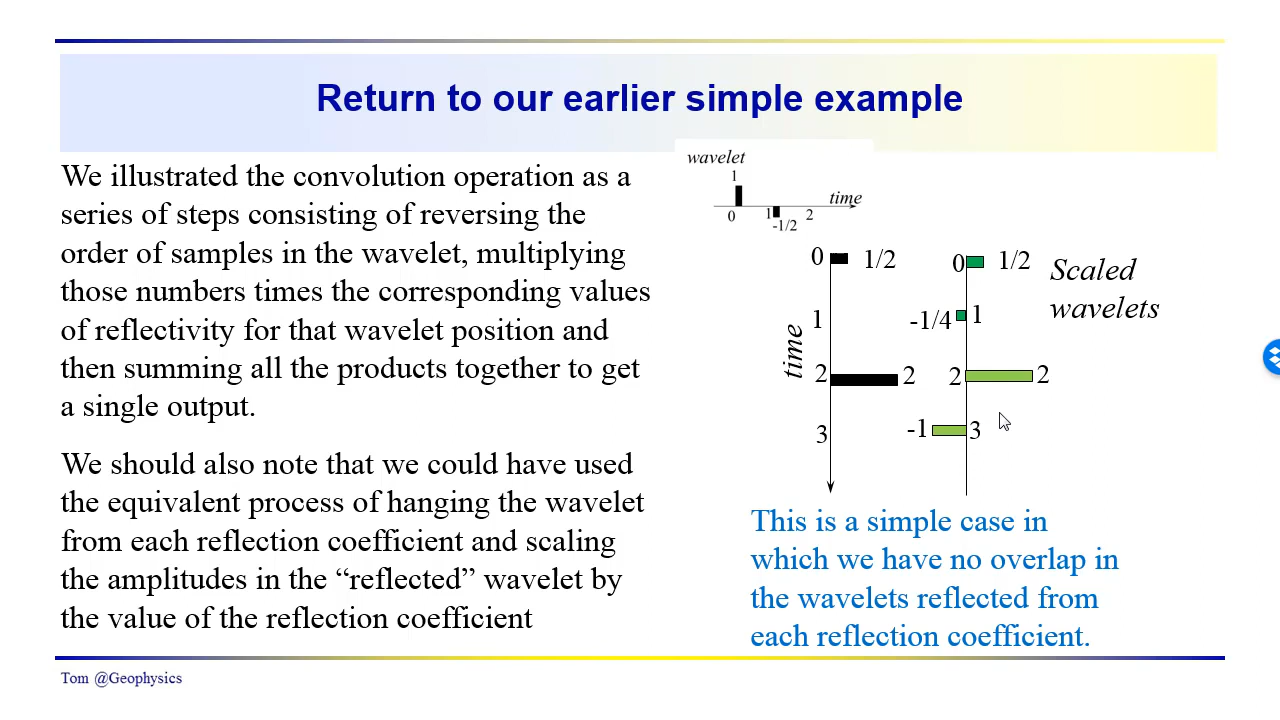 Return to our earlier simple example
We illustrated the convolution operation as a
series of steps consisting of reversing the
order of samples in the wavelet, multiplying
those numbers times the corresponding values
of reflectivity for that wavelet position and
then summing all the products together to get
a single output.
We should also note that we could have used
the equivalent process of hanging the wavelet
from each reflection coefficient and scaling
the amplitudes in the “reflected” wavelet by
the value of the reflection coefficient
wavelet
1
time
0 1 2
-1/2
0 1/2
1
2 2
3
time
0 1/2
-1/4 1
2 2
-1 3
Scaled
wavelets
This is a simple case in
which we have no overlap in
the wavelets reflected from
each reflection coefficient.
Tom @Geophysics